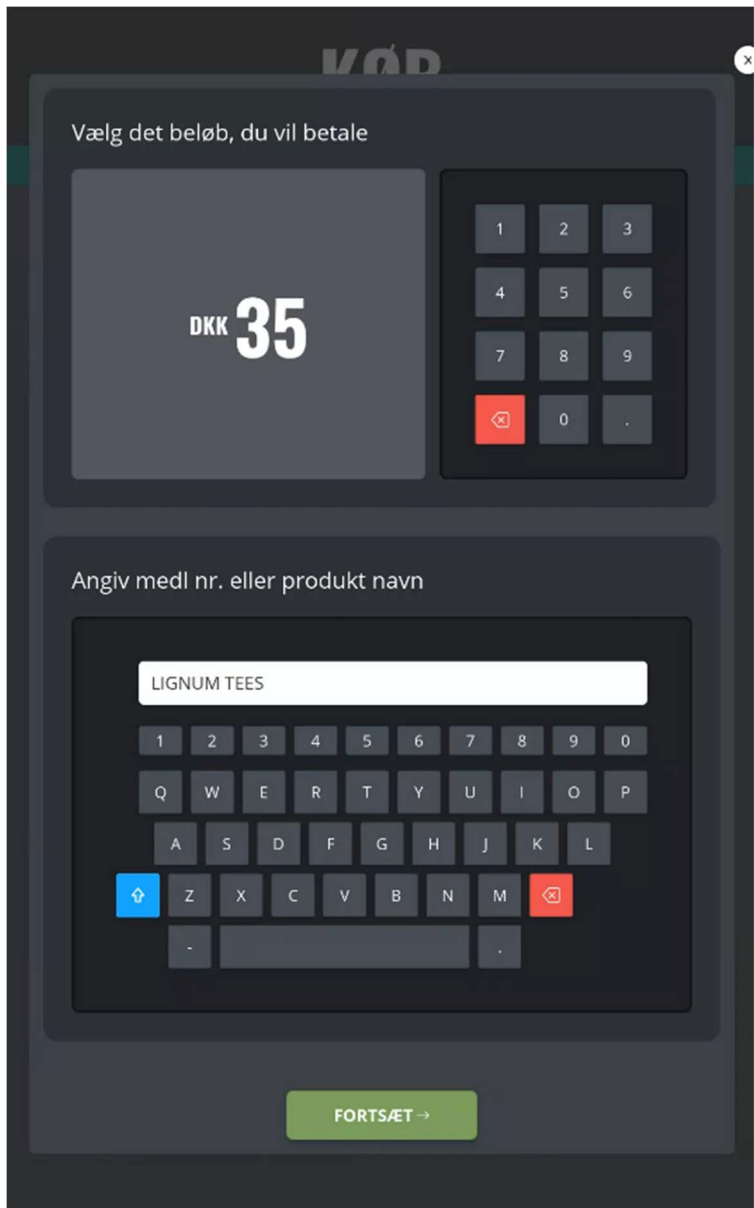 KØB
Vælg det beløb, du vil betale
DKK 35
1 2 3
4 5 6
7 8 9
0 .
Angiv medl nr. eller produkt navn
LIGNUM TEES
1 2 3 4 5 6 7 8 9 0
Q W E R T Y U I O P
A S D F G H J K L
Z X C V B N M
- .
FORTSÆT →